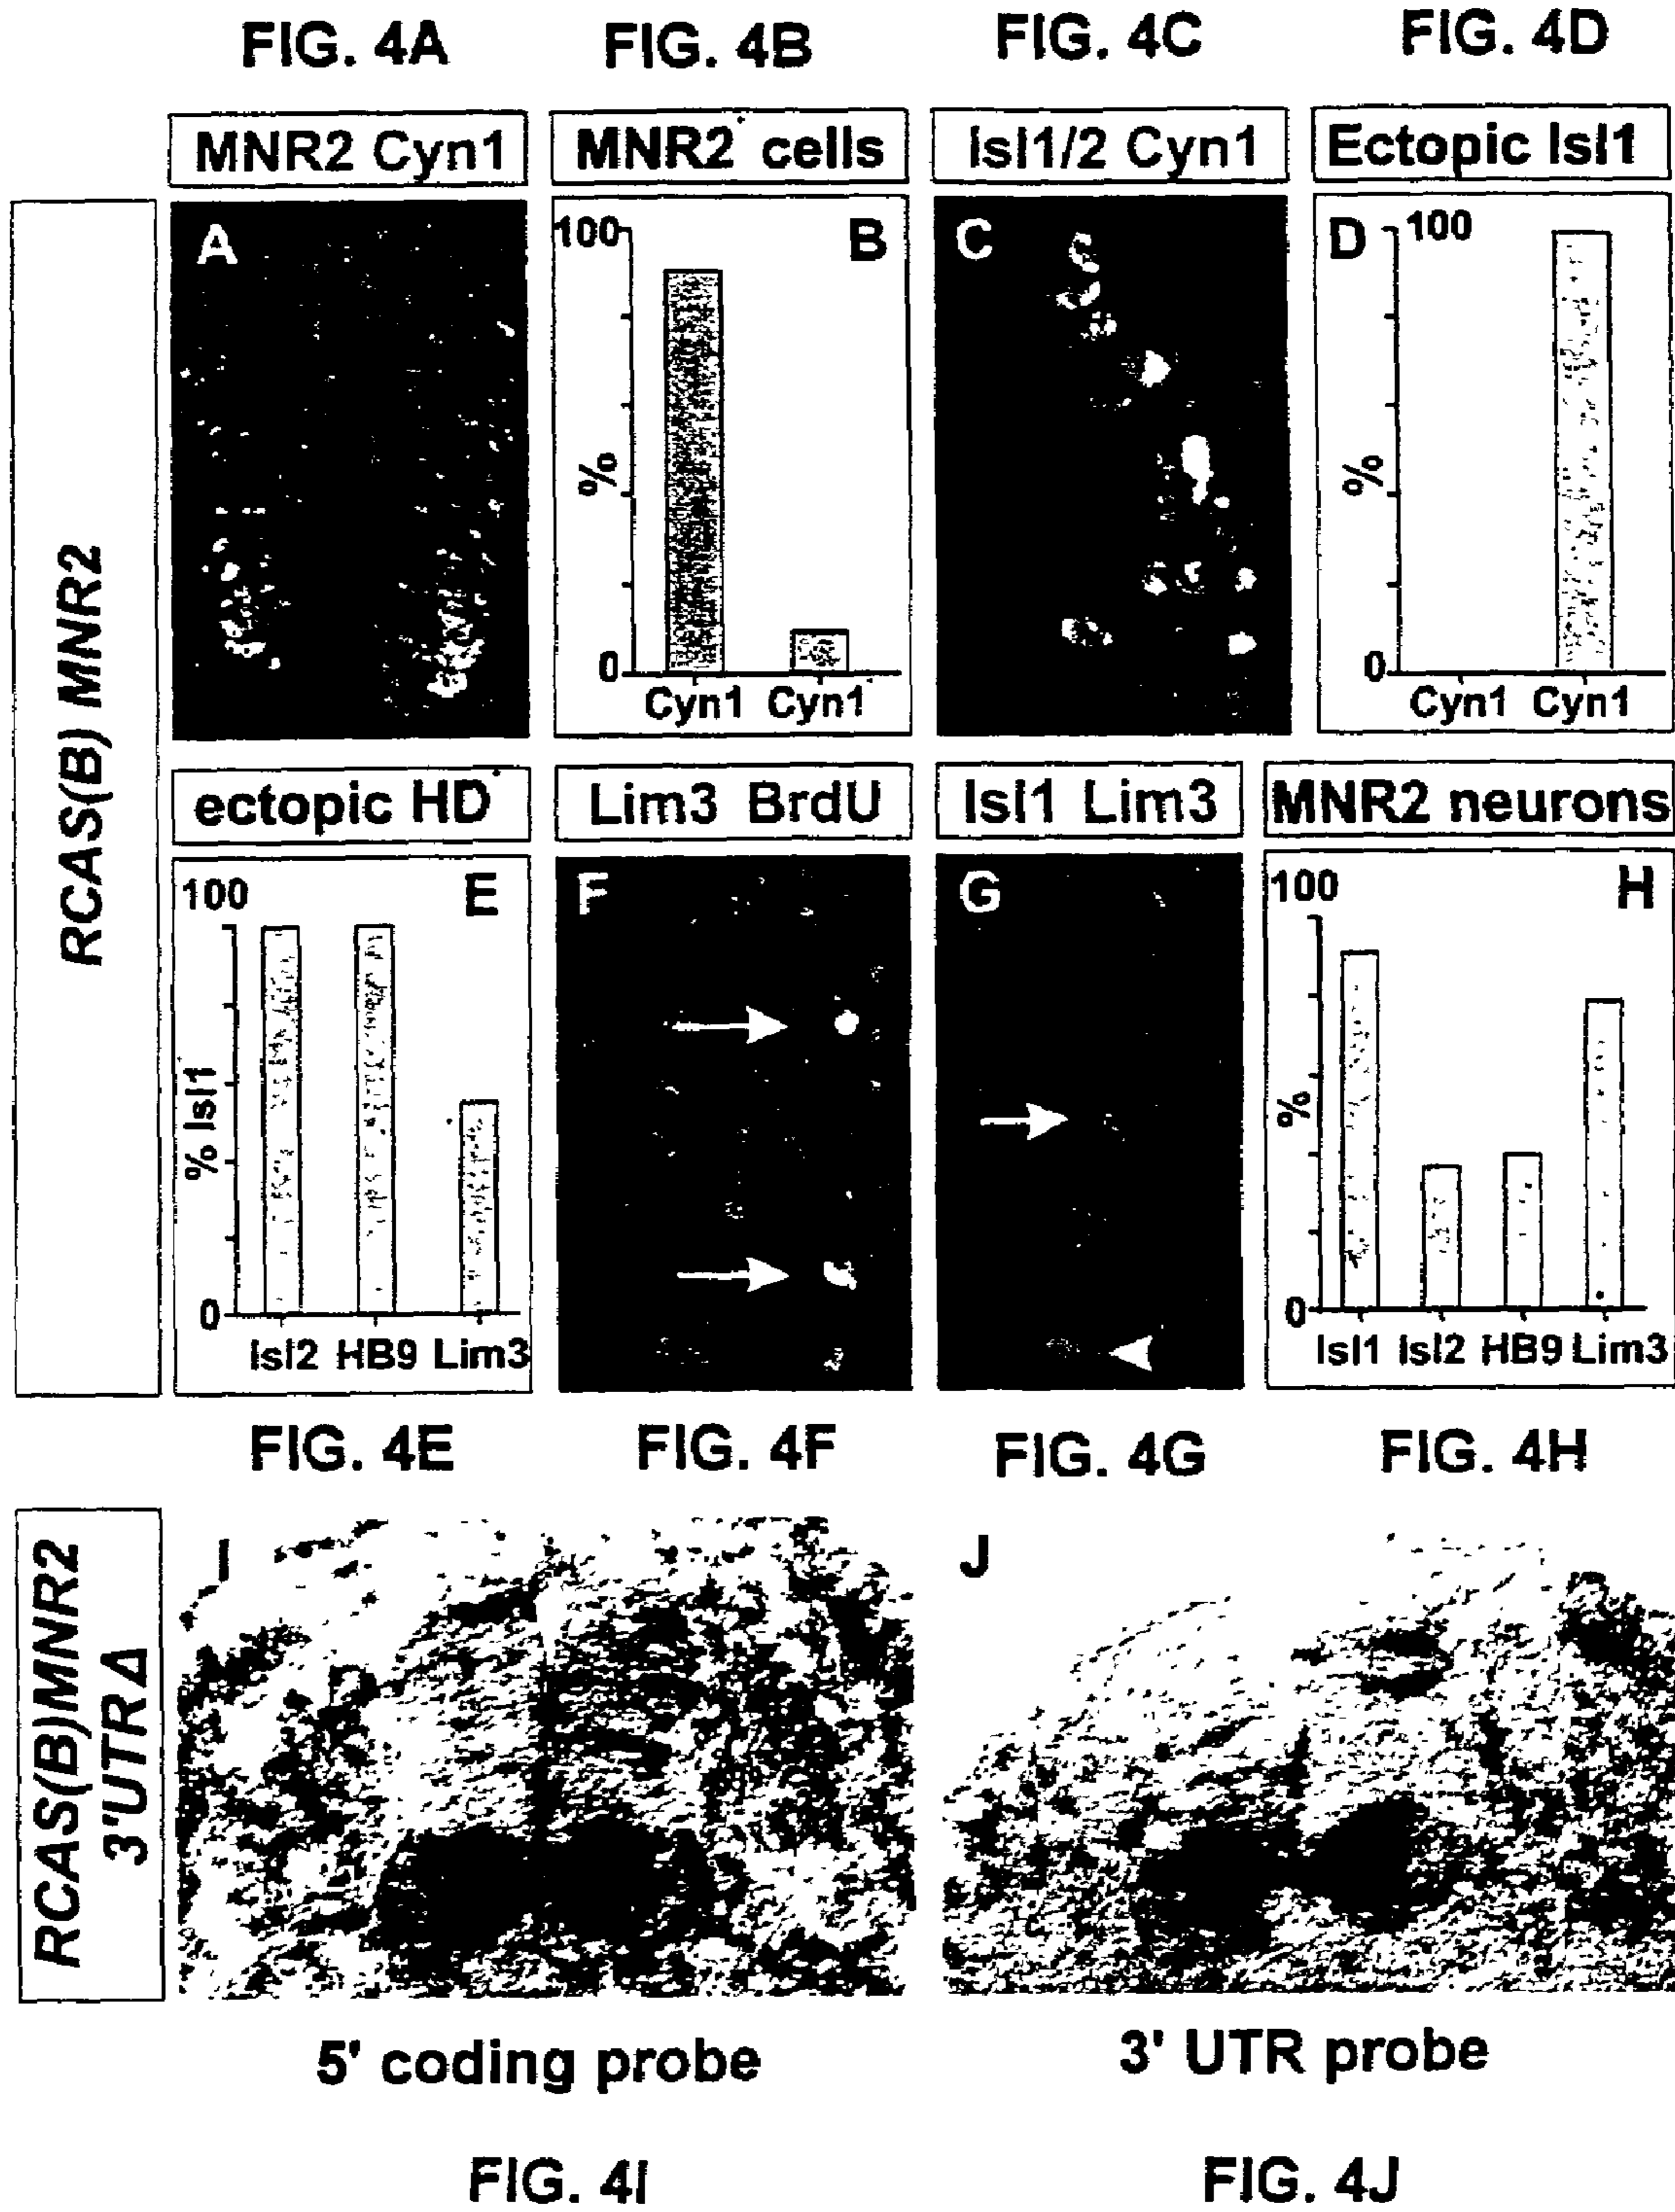 FIG. 4A
FIG. 4B
FIG. 4C
FIG. 4D
MNR2 Cyn1
MNR2 cells
Isl1/2 Cyn1
Ectopic Isl1
RCAS(B) MNR2
A
100
B
%
0
Cyn1 Cyn1
C
D
100
%
0
Cyn1 Cyn1
ectopic HD
Lim3 BrdU
Isl1 Lim3
MNR2 neurons
100
E
% Isl1
0
Isl2 HB9 Lim3
F
G
100
H
%
0
Isl1 Isl2 HB9 Lim3
FIG. 4E
FIG. 4F
FIG. 4G
FIG. 4H
RCAS(B)MNR2
3'UTRΔ
I
J
5' coding probe
3' UTR probe
FIG. 4I
FIG. 4J